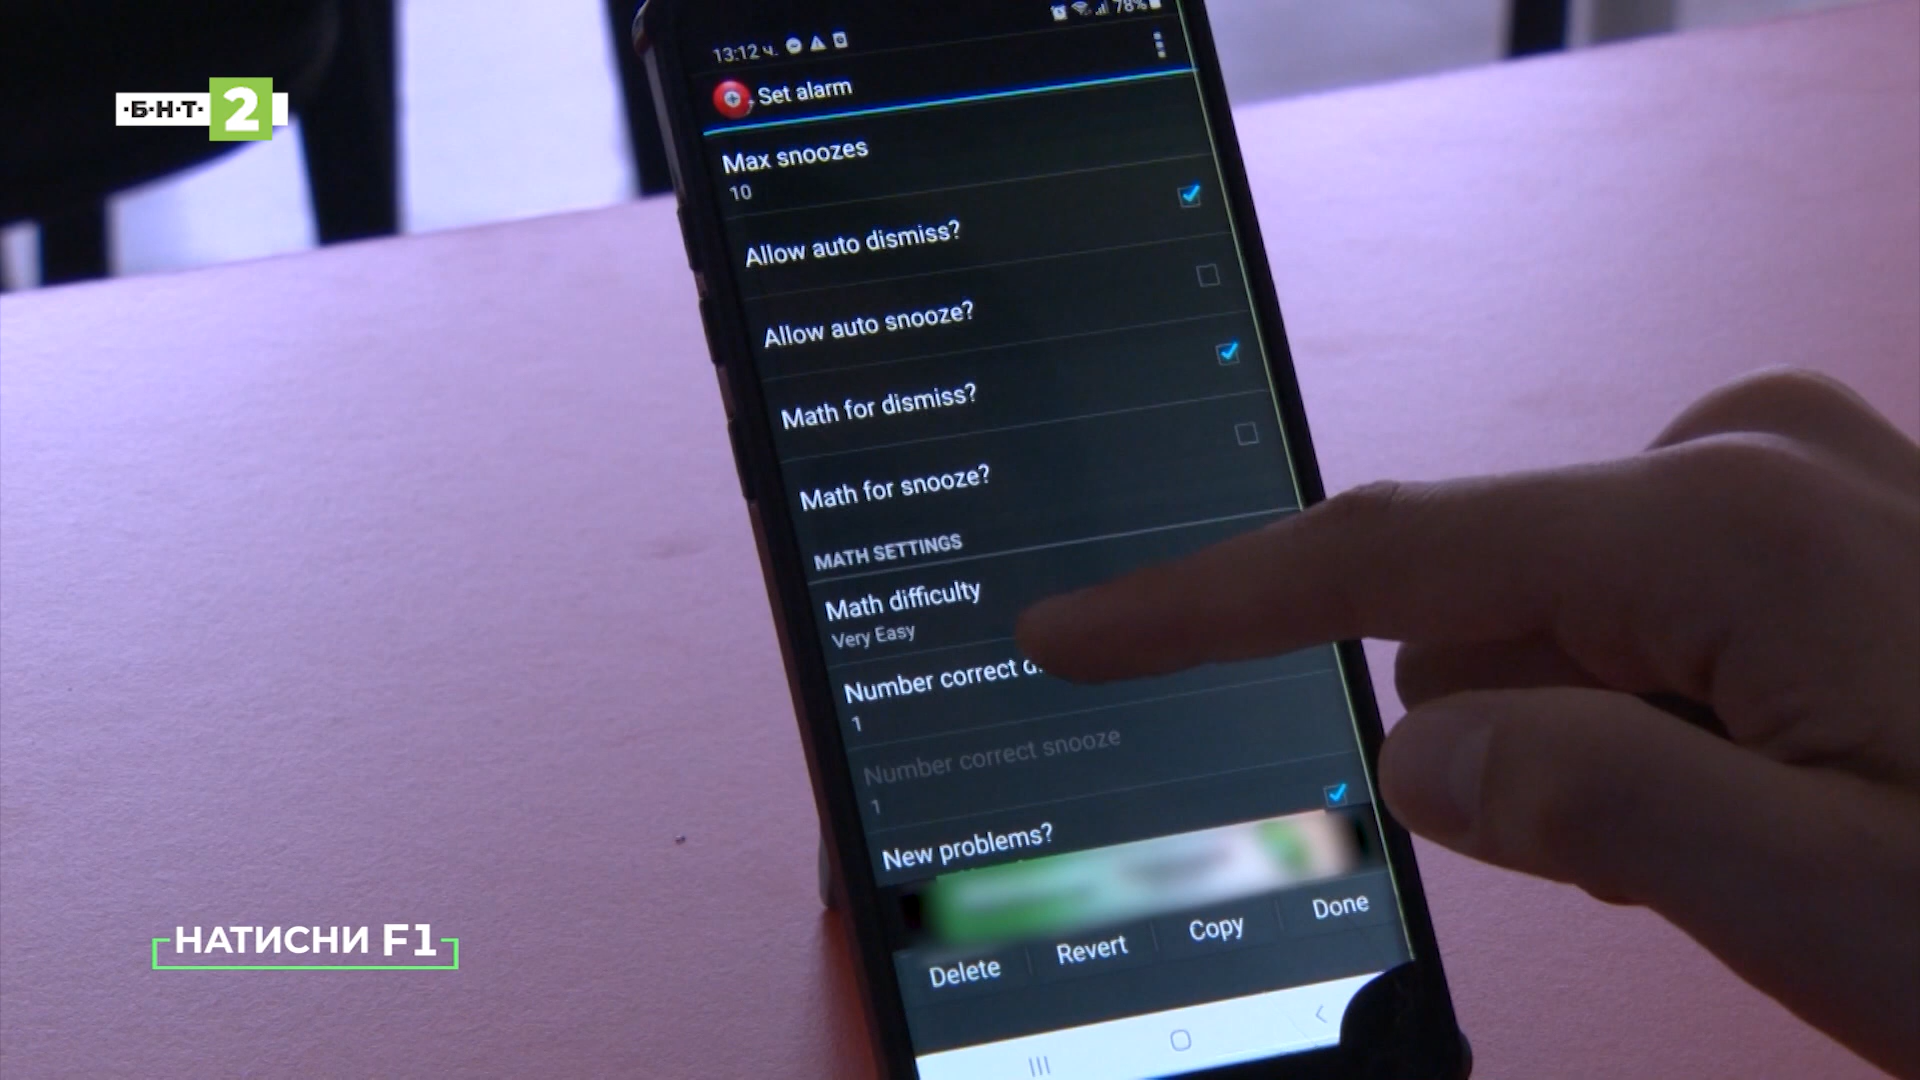 ·Б·Н·Т· 2
13:12 ч.
78%
Set alarm
Max snoozes
10
Allow auto dismiss?
Allow auto snooze?
Math for dismiss?
Math for snooze?
MATH SETTINGS
Math difficulty
Very Easy
Number correct
1
Number correct snooze
1
New problems?
Delete Revert Copy Done
НАТИСНИ F1